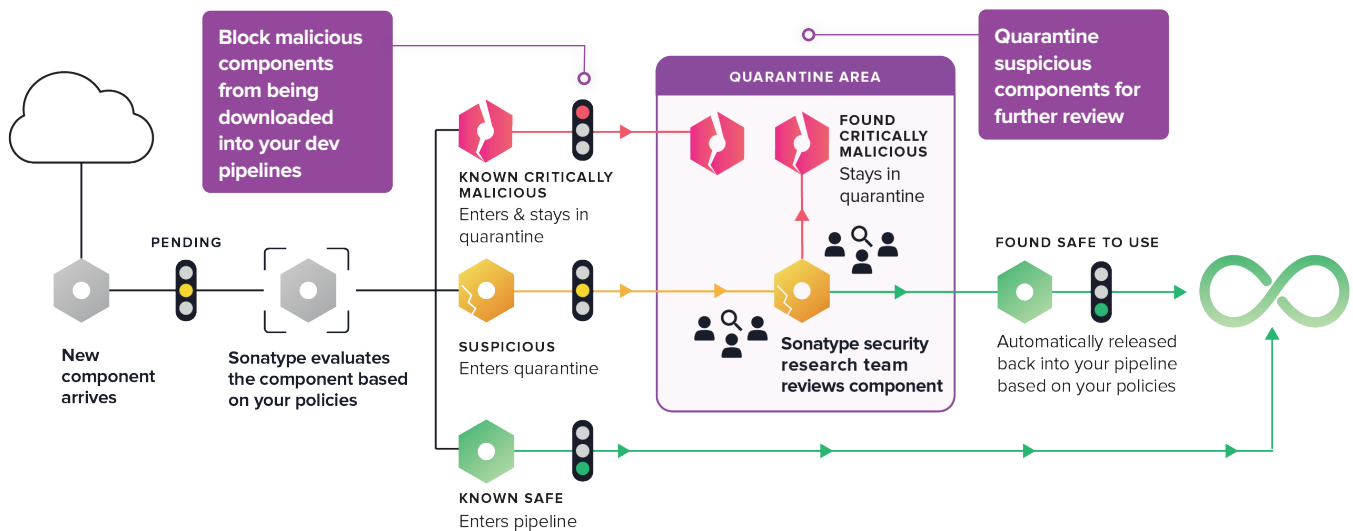 Block malicious
components
from being
downloaded
into your dev
pipelines
Quarantine
suspicious
components for
further review
QUARANTINE AREA
FOUND
CRITICALLY
MALICIOUS
Stays in
quarantine
KNOWN CRITICALLY
MALICIOUS
Enters & stays in
quarantine
PENDING
FOUND SAFE TO USE
New
component
arrives
Sonatype evaluates
the component based
on your policies
SUSPICIOUS
Enters quarantine
Sonatype security
research team
reviews component
Automatically released
back into your pipeline
based on your policies
KNOWN SAFE
Enters pipeline